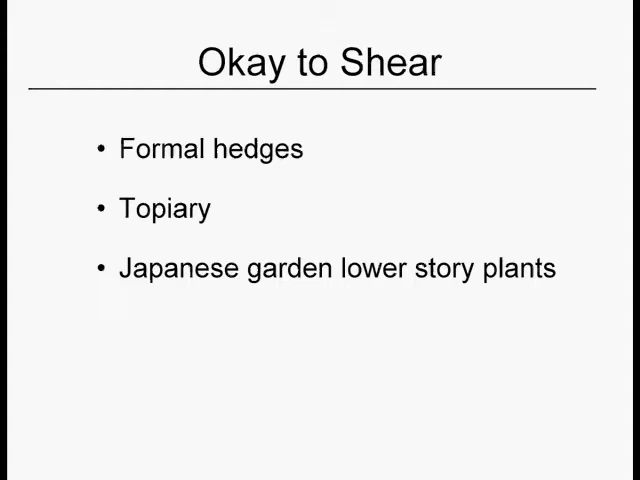 Okay to Shear
• Formal hedges
• Topiary
• Japanese garden lower story plants